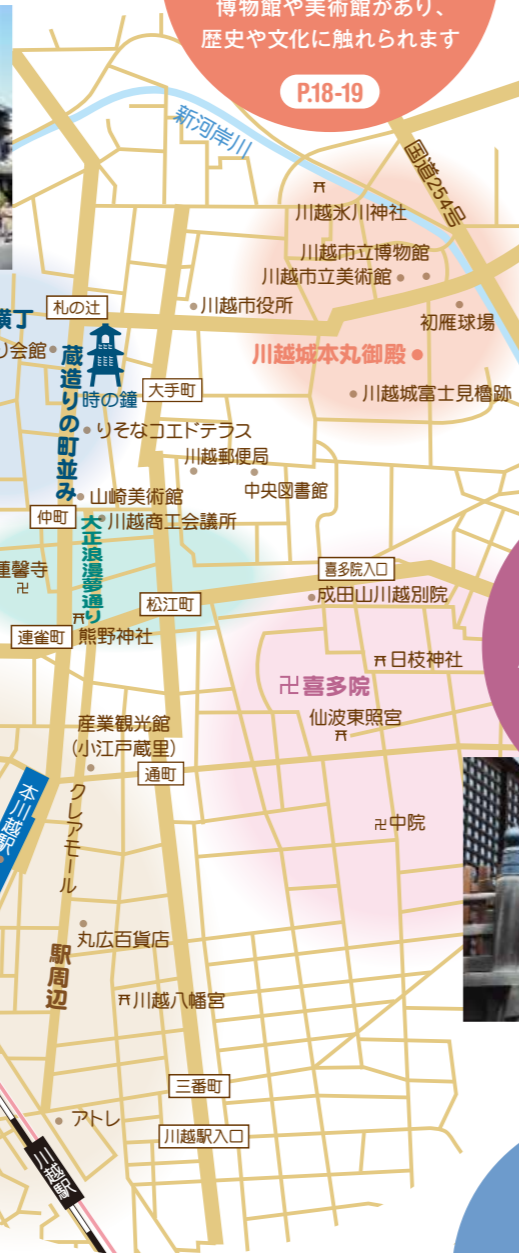 博物館や美術館があり、
歴史や文化に触れられます
P.18-19
新河岸川
国道254号
川越氷川神社
川越市立博物館
川越市立美術館
初雁球場
札の辻
川越市役所
横丁
り会館
川越城本丸御殿
蔵造りの町並み
時の鐘
大手町
川越城富士見櫓跡
りそなコエドテラス
川越郵便局
中央図書館
山崎美術館
仲町
川越商工会議所
大正浪漫夢通り
蓮馨寺
卍
喜多院入口
成田山川越別院
松江町
連雀町
熊野神社
日枝神社
卍喜多院
仙波東照宮
産業観光館
(小江戸蔵里)
通町
本川越駅
クレアモール
卍中院
丸広百貨店
駅周辺
川越八幡宮
三番町
アトレ
川越駅入口
川越駅